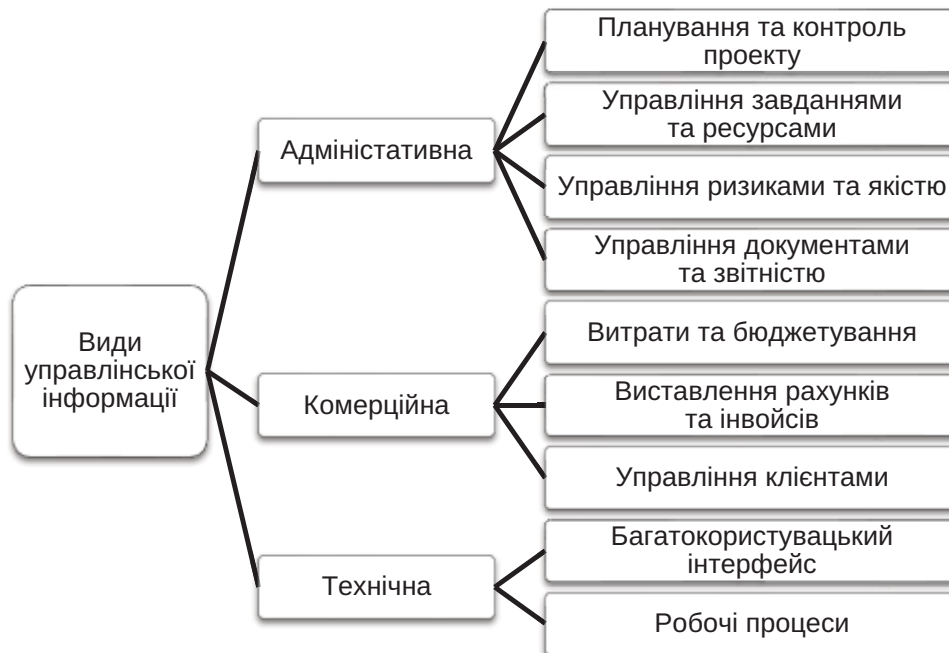 Види
управлінської
інформації
Адміністативна
Планування та контроль
проекту
Управління завданнями
та ресурсами
Управління ризиками та якістю
Управління документами
та звітністю
Комерційна
Витрати та бюджетування
Виставлення рахунків
та інвойсів
Управління клієнтами
Технічна
Багатокористувацький
інтерфейс
Робочі процеси